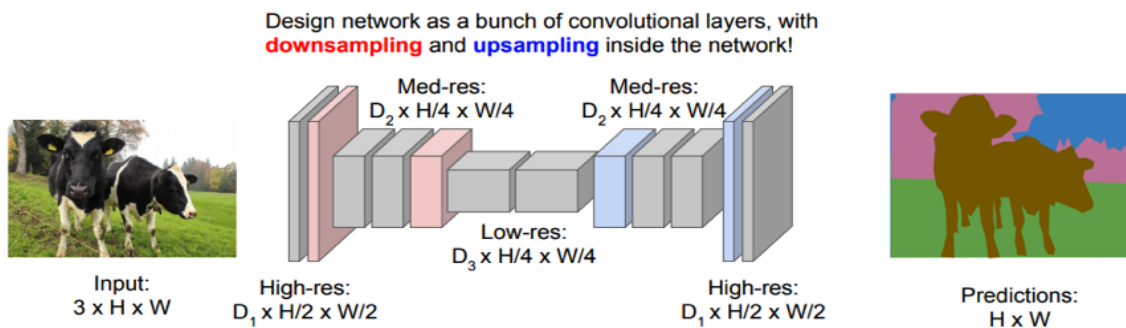 Design network as a bunch of convolutional layers, with
downsampling and upsampling inside the network!
Med-res:
D₂ x H/4 x W/4
Med-res:
D₂ x H/4 x W/4
Low-res:
D₃ x H/4 x W/4
Input:
3 x H x W
High-res:
D₁ x H/2 x W/2
High-res:
D₁ x H/2 x W/2
Predictions:
H x W